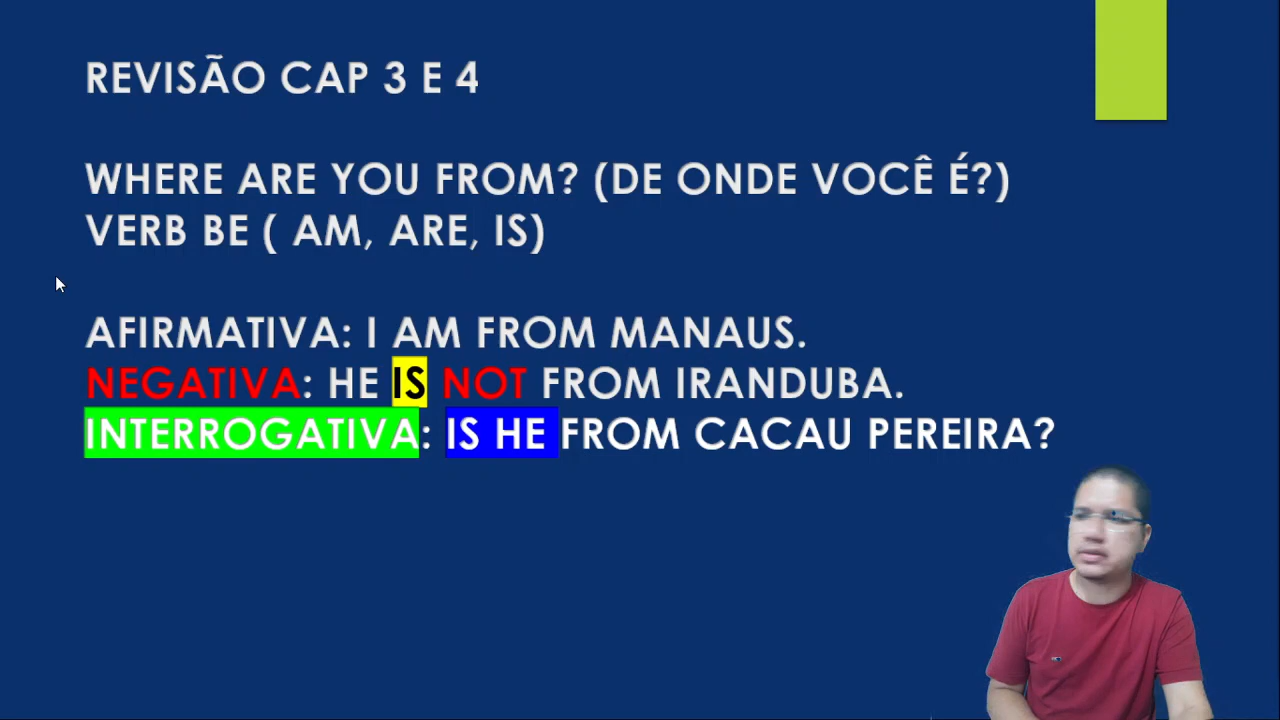 REVISÃO CAP 3 E 4
WHERE ARE YOU FROM? (DE ONDE VOCÊ É?)
VERB BE ( AM, ARE, IS)
AFIRMATIVA: I AM FROM MANAUS.
NEGATIVA: HE IS NOT FROM IRANDUBA.
INTERROGATIVA: IS HE FROM CACAU PEREIRA?